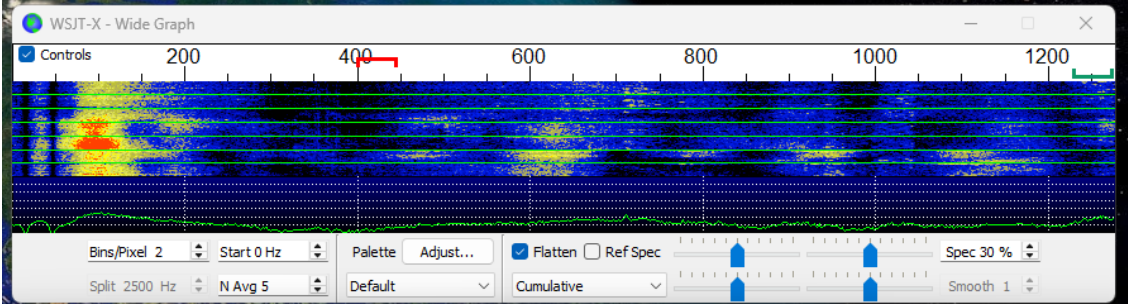 WSJT-X - Wide Graph
Controls 200 400 600 800 1000 1200
Bins/Pixel 2 Start 0 Hz Palette Adjust... Flatten Ref Spec Spec 30 %
Split 2500 Hz N Avg 5 Default Cumulative Smooth 1